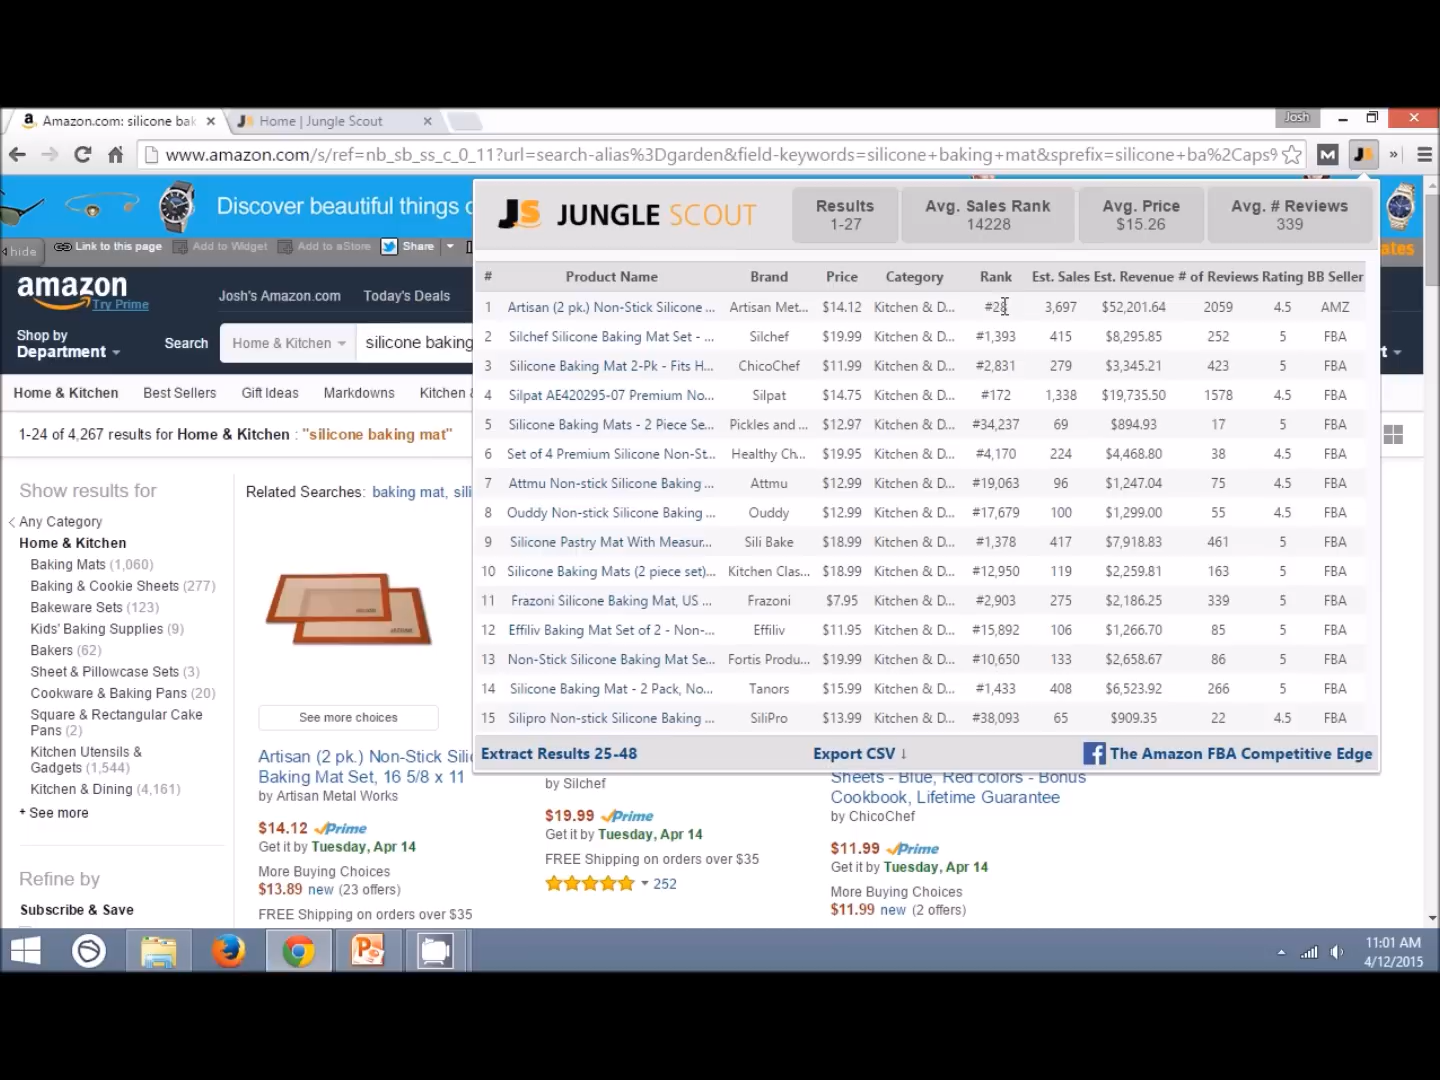 Amazon.com: silicone bak
Home | Jungle Scout
Josh
www.amazon.com/s/ref=nb_sb_ss_c_0_11?url=search-alias%3Dgarden&field-keywords=silicone+baking+mat&sprefix=silicone+ba%2Caps%
Discover beautiful things
hide
Link to this page
Add to Widget
Add to aStore
Share
amazon
Try Prime
Josh's Amazon.com
Today's Deals
Shop by
Department
Search
Home & Kitchen
silicone baking
Home & Kitchen
Best Sellers
Gift Ideas
Markdowns
Kitchen
1-24 of 4,267 results for Home & Kitchen : "silicone baking mat"
Show results for
Any Category
Home & Kitchen
Baking Mats (1,060)
Baking & Cookie Sheets (277)
Bakeware Sets (123)
Kids' Baking Supplies (9)
Bakers (62)
Sheet & Pillowcase Sets (3)
Cookware & Baking Pans (20)
Square & Rectangular Cake
Pans (2)
Kitchen Utensils &
Gadgets (1,544)
Kitchen & Dining (4,161)
+ See more
Refine by
Subscribe & Save
Related Searches: baking mat, sili
See more choices
Artisan (2 pk.) Non-Stick Sili
Baking Mat Set, 16 5/8 x 11
by Artisan Metal Works
$14.12 Prime
Get it by Tuesday, Apr 14
More Buying Choices
$13.89 new (23 offers)
FREE Shipping on orders over $35
by Silchef
$19.99 Prime
Get it by Tuesday, Apr 14
FREE Shipping on orders over $35
252
Sheets - Blue, Red colors - Bonus
Cookbook, Lifetime Guarantee
by ChicoChef
$11.99 Prime
Get it by Tuesday, Apr 14
More Buying Choices
$11.99 new (2 offers)
JS JUNGLE SCOUT
Results
1-27
Avg. Sales Rank
14228
Avg. Price
$15.26
Avg. # Reviews
339
# Product Name Brand Price Category Rank Est. Sales Est. Revenue # of Reviews Rating BB Seller
1 Artisan (2 pk.) Non-Stick Silicone ... Artisan Met... $14.12 Kitchen & D... #28 3,697 $52,201.64 2059 4.5 AMZ
2 Silchef Silicone Baking Mat Set - ... Silchef $19.99 Kitchen & D... #1,393 415 $8,295.85 252 5 FBA
3 Silicone Baking Mat 2-Pk - Fits H... ChicoChef $11.99 Kitchen & D... #2,831 279 $3,345.21 423 5 FBA
4 Silpat AE420295-07 Premium No... Silpat $14.75 Kitchen & D... #172 1,338 $19,735.50 1578 4.5 FBA
5 Silicone Baking Mats - 2 Piece Se... Pickles and ... $12.97 Kitchen & D... #34,237 69 $894.93 17 5 FBA
6 Set of 4 Premium Silicone Non-St... Healthy Ch... $19.95 Kitchen & D... #4,170 224 $4,468.80 38 4.5 FBA
7 Attmu Non-stick Silicone Baking ... Attmu $12.99 Kitchen & D... #19,063 96 $1,247.04 75 4.5 FBA
8 Ouddy Non-stick Silicone Baking ... Ouddy $12.99 Kitchen & D... #17,679 100 $1,299.00 55 4.5 FBA
9 Silicone Pastry Mat With Measur... Sili Bake $18.99 Kitchen & D... #1,378 417 $7,918.83 461 5 FBA
10 Silicone Baking Mats (2 piece set)... Kitchen Clas... $18.99 Kitchen & D... #12,950 119 $2,259.81 163 5 FBA
11 Frazoni Silicone Baking Mat, US ... Frazoni $7.95 Kitchen & D... #2,903 275 $2,186.25 339 5 FBA
12 Effiliv Baking Mat Set of 2 - Non-... Effiliv $11.95 Kitchen & D... #15,892 106 $1,266.70 85 5 FBA
13 Non-Stick Silicone Baking Mat Se... Fortis Produ... $19.99 Kitchen & D... #10,650 133 $2,658.67 86 5 FBA
14 Silicone Baking Mat - 2 Pack, No... Tanors $15.99 Kitchen & D... #1,433 408 $6,523.92 266 5 FBA
15 Silipro Non-stick Silicone Baking ... SiliPro $13.99 Kitchen & D... #38,093 65 $909.35 22 4.5 FBA
Extract Results 25-48
Export CSV ↓
The Amazon FBA Competitive Edge
11:01 AM
4/12/2015